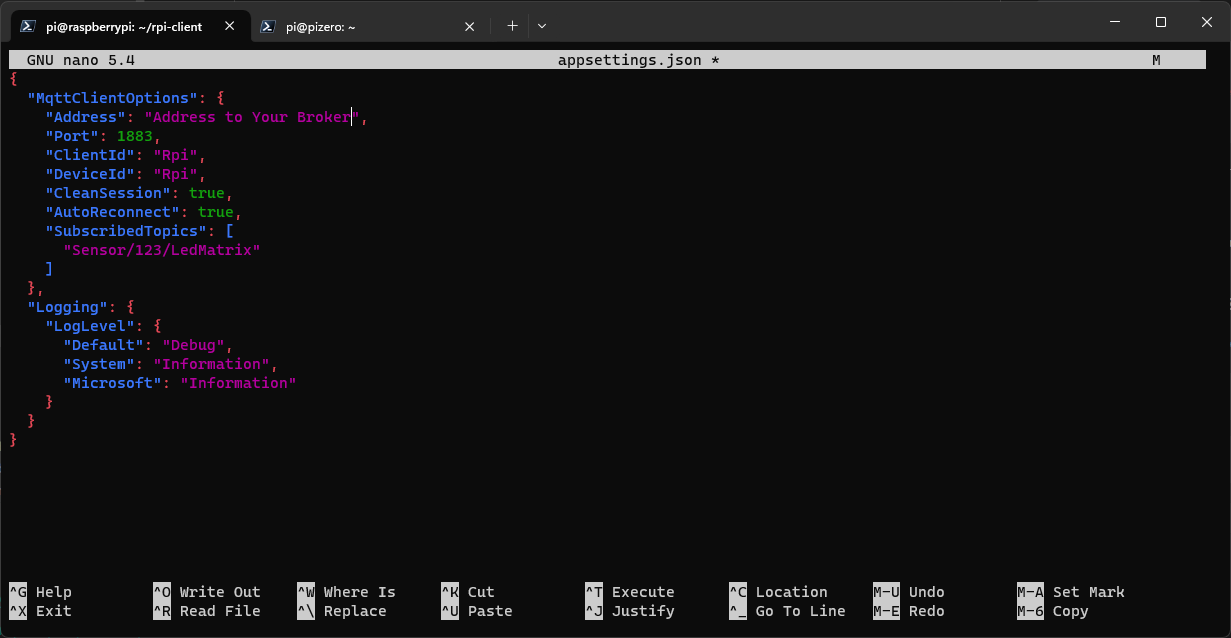 pi@raspberrypi: ~/rpi-client pi@pizero: ~
GNU nano 5.4 appsettings.json * M
{
  "MqttClientOptions": {
    "Address": "Address to Your Broker",
    "Port": 1883,
    "ClientId": "Rpi",
    "DeviceId": "Rpi",
    "CleanSession": true,
    "AutoReconnect": true,
    "SubscribedTopics": [
      "Sensor/123/LedMatrix"
    ]
  },
  "Logging": {
    "LogLevel": {
      "Default": "Debug",
      "System": "Information",
      "Microsoft": "Information"
    }
  }
}
^G Help ^O Write Out ^W Where Is ^K Cut ^T Execute ^C Location M-U Undo M-A Set Mark
^X Exit ^R Read File ^\ Replace ^U Paste ^J Justify ^_ Go To Line M-E Redo M-6 Copy